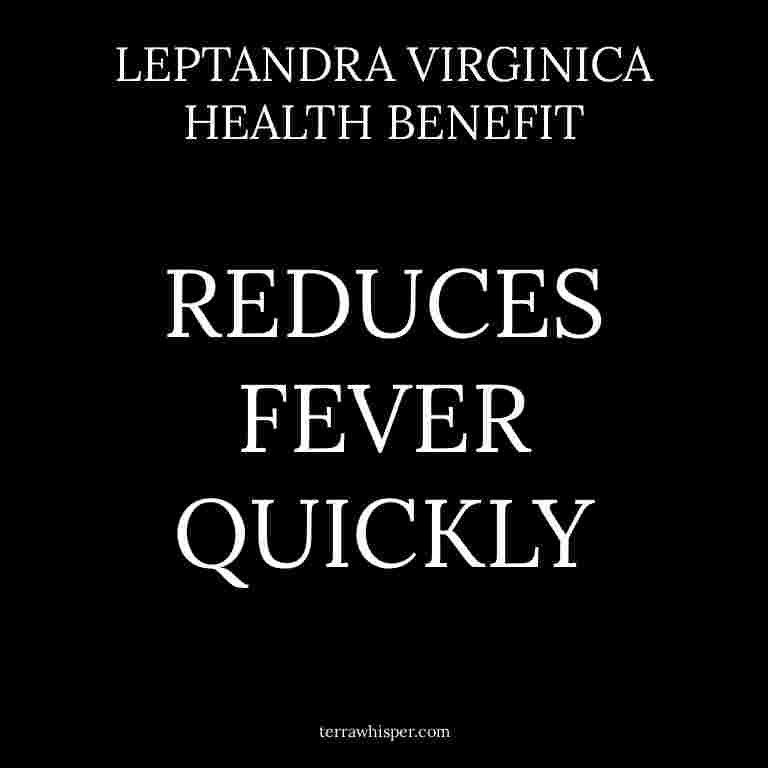 LEPTANDRA VIRGINICA
HEALTH BENEFIT
REDUCES
FEVER
QUICKLY
terrawhisper.com